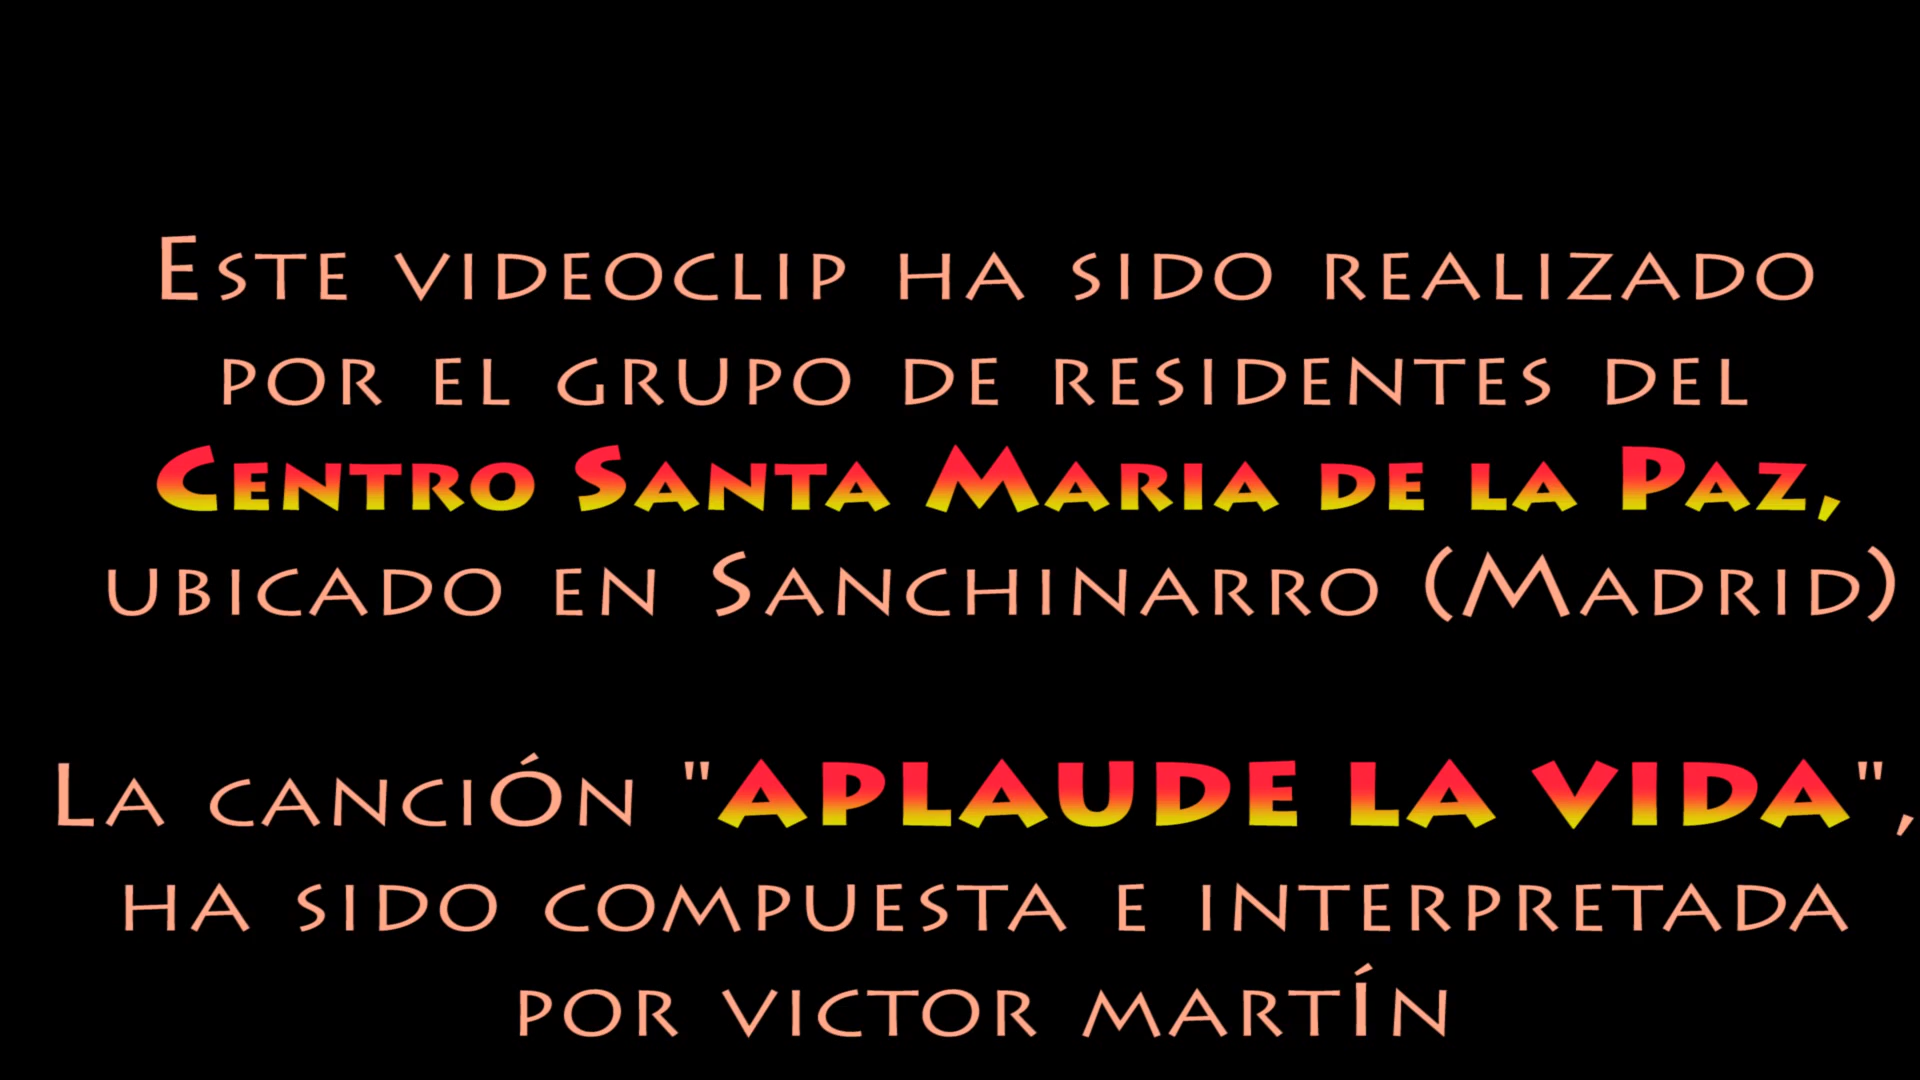 Este videoclip ha sido realizado
por el grupo de residentes del
Centro Santa Maria de la Paz,
ubicado en Sanchinarro (Madrid)
La canción "APLAUDE LA VIDA",
ha sido compuesta e interpretada
por victor martín